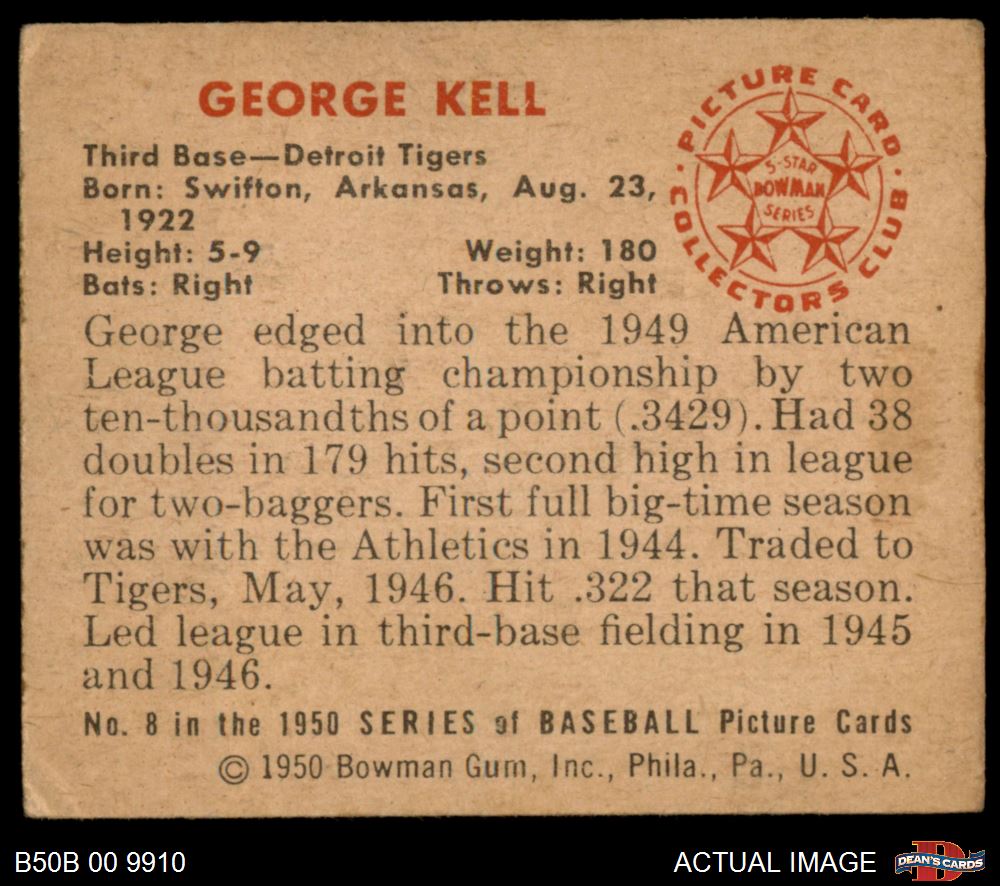 GEORGE KELL
Third Base—Detroit Tigers
Born: Swifton, Arkansas, Aug. 23,
1922
Height: 5-9 Weight: 180
Bats: Right Throws: Right
PICTURE CARD
COLLECTORS CLUB
5-STAR
BOWMAN
SERIES
George edged into the 1949 American
League batting championship by two
ten-thousandths of a point (.3429). Had 38
doubles in 179 hits, second high in league
for two-baggers. First full big-time season
was with the Athletics in 1944. Traded to
Tigers, May, 1946. Hit .322 that season.
Led league in third-base fielding in 1945
and 1946.
No. 8 in the 1950 SERIES of BASEBALL Picture Cards
© 1950 Bowman Gum, Inc., Phila., Pa., U. S. A.
B50B 00 9910 ACTUAL IMAGE D DEAN'S CARDS